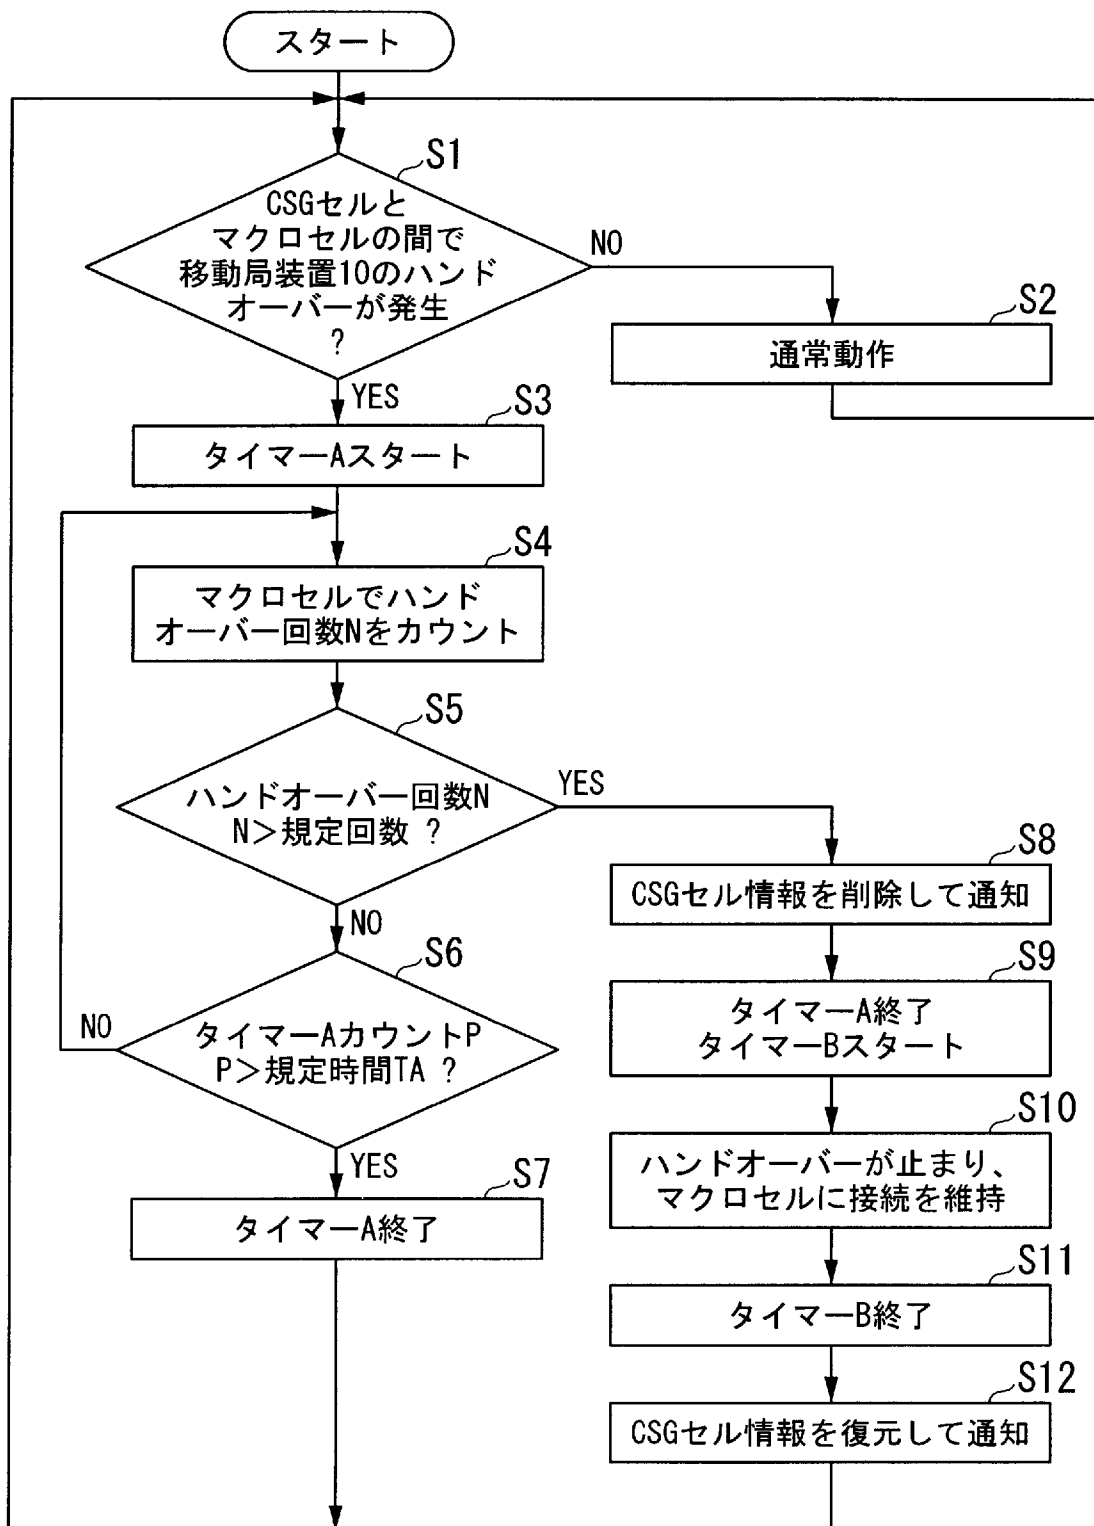 スタート
S1
CSGセルと
マクロセルの間で
移動局装置10のハンド
オーバーが発生
?
NO
S2
通常動作
YES
S3
タイマーAスタート
S4
マクロセルでハンド
オーバー回数Nをカウント
S5
ハンドオーバー回数N
N>規定回数 ?
YES
NO
S8
CSGセル情報を削除して通知
S6
タイマーAカウントP
P>規定時間TA ?
NO
YES
S9
タイマーA終了
タイマーBスタート
S7
タイマーA終了
S10
ハンドオーバーが止まり、
マクロセルに接続を維持
S11
タイマーB終了
S12
CSGセル情報を復元して通知